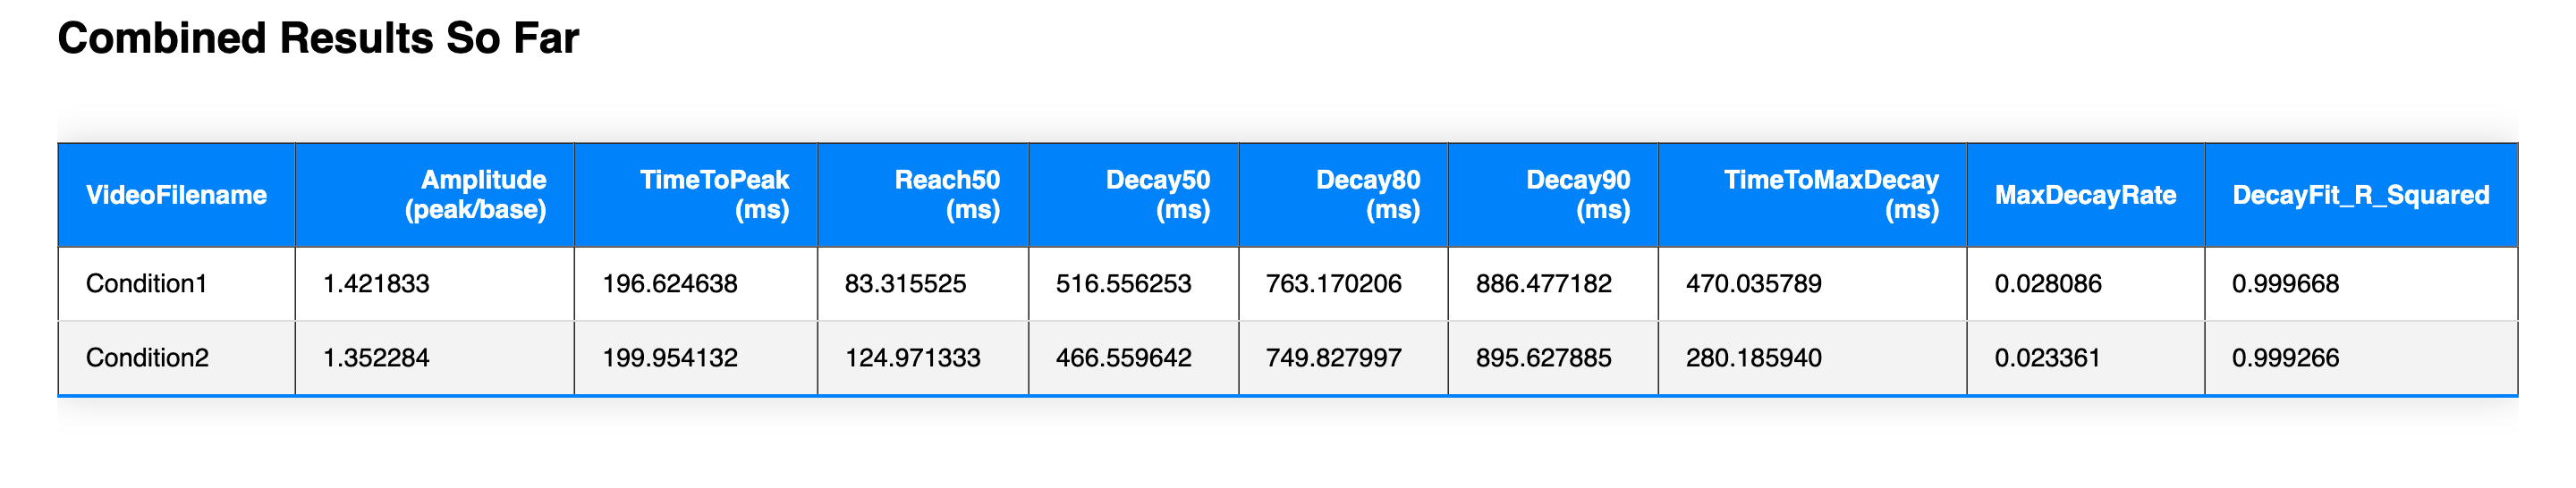 Combined Results So Far
VideoFilename Amplitude (peak/base) TimeToPeak (ms) Reach50 (ms) Decay50 (ms) Decay80 (ms) Decay90 (ms) TimeToMaxDecay (ms) MaxDecayRate DecayFit_R_Squared
Condition1 1.421833 196.624638 83.315525 516.556253 763.170206 886.477182 470.035789 0.028086 0.999668
Condition2 1.352284 199.954132 124.971333 466.559642 749.827997 895.627885 280.185940 0.023361 0.999266